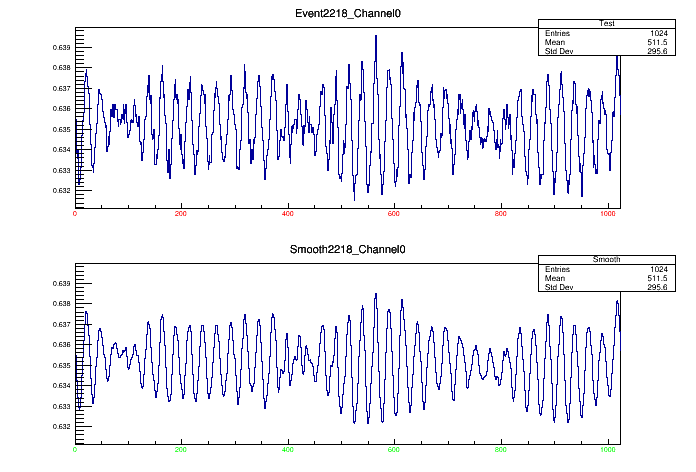 Event2218_Channel0
Test
Entries 1024
Mean 511.5
Std Dev 295.6
0.639
0.638
0.637
0.636
0.635
0.634
0.633
0.632
0 200 400 600 800 1000
Smooth2218_Channel0
Smooth
Entries 1024
Mean 511.5
Std Dev 295.6
0.639
0.638
0.637
0.636
0.635
0.634
0.633
0.632
0 200 400 600 800 1000